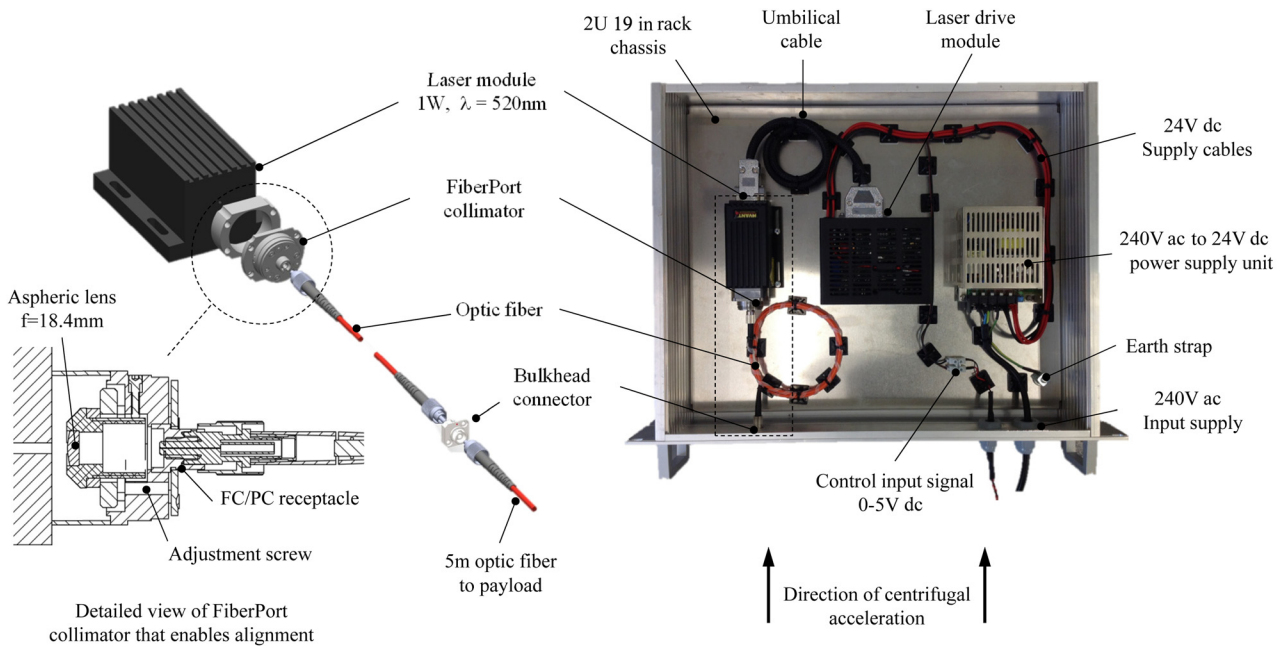 2U 19 in rack
chassis
Umbilical
cable
Laser drive
module
Laser module
1W, λ = 520nm
24V dc
Supply cables
FiberPort
collimator
240V ac to 24V dc
power supply unit
Aspheric lens
f=18.4mm
Optic fiber
Earth strap
Bulkhead
connector
240V ac
Input supply
FC/PC receptacle
Control input signal
0-5V dc
Adjustment screw
5m optic fiber
to payload
Direction of centrifugal
acceleration
Detailed view of FiberPort
collimator that enables alignment